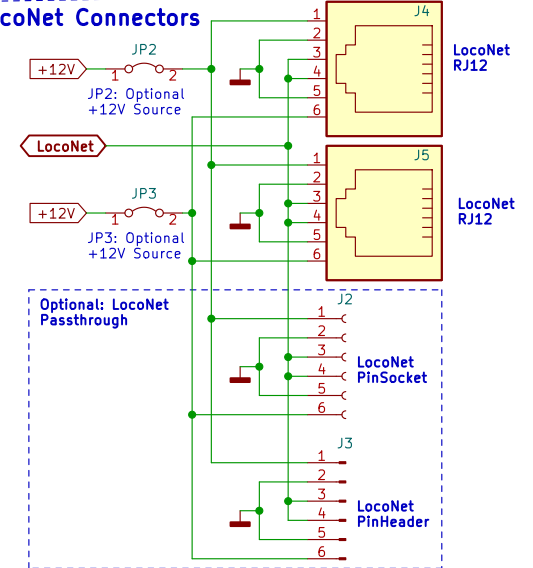 coNet Connectors
J4
1
2
3
4
5
6
LocoNet
RJ12
JP2
+12V
1
2
JP2: Optional
+12V Source
LocoNet
J5
1
2
3
4
5
6
LocoNet
RJ12
JP3
+12V
1
2
JP3: Optional
+12V Source
Optional: LocoNet
Passthrough
J2
1
2
3
4
5
6
LocoNet
PinSocket
J3
1
2
3
4
5
6
LocoNet
PinHeader